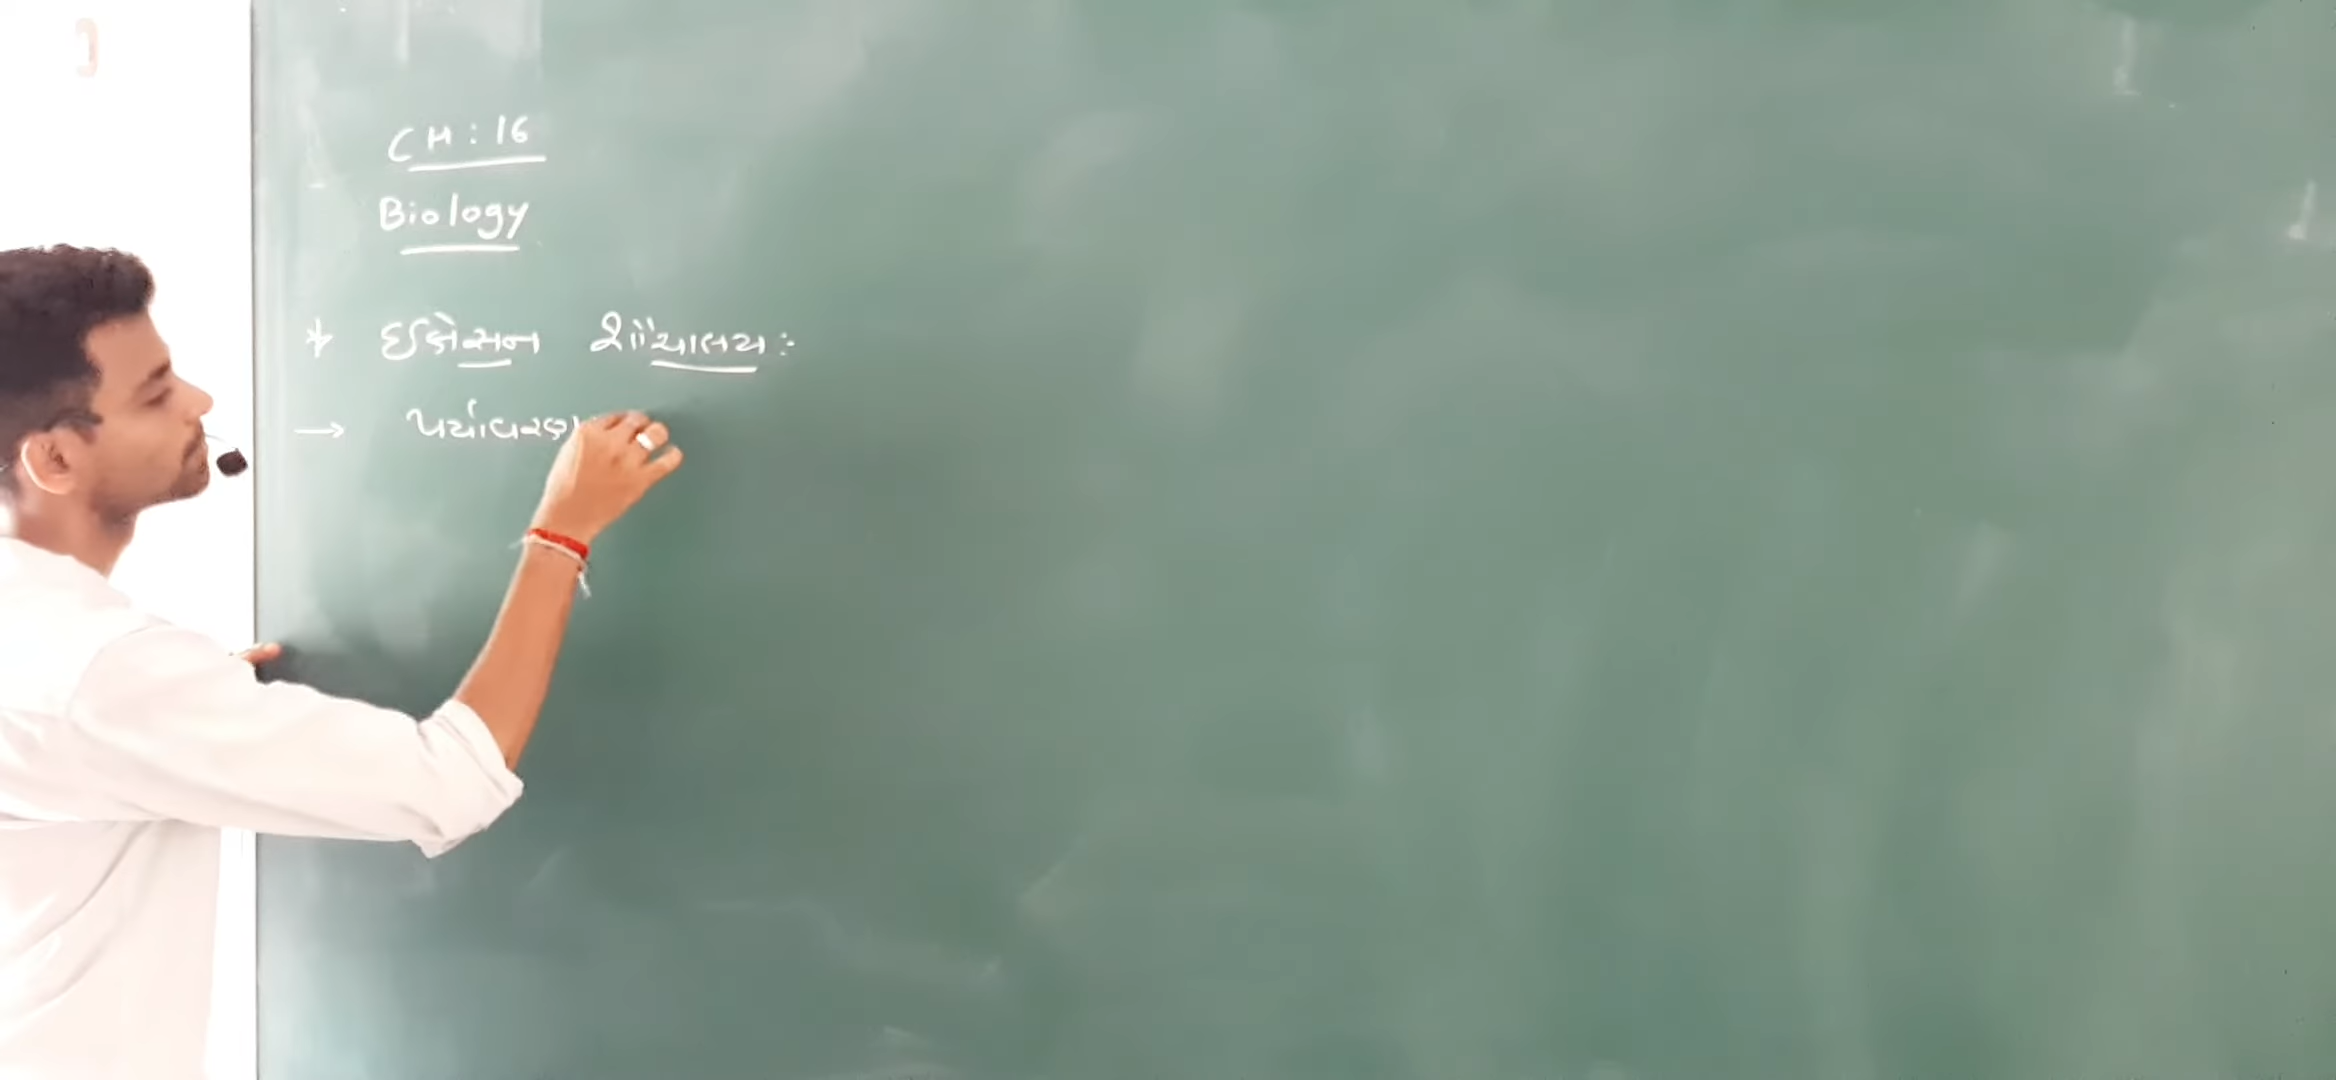 CH : 16
Biology
* ઈકોસાન શૌચાલય :-
→ પર્યાવરણ